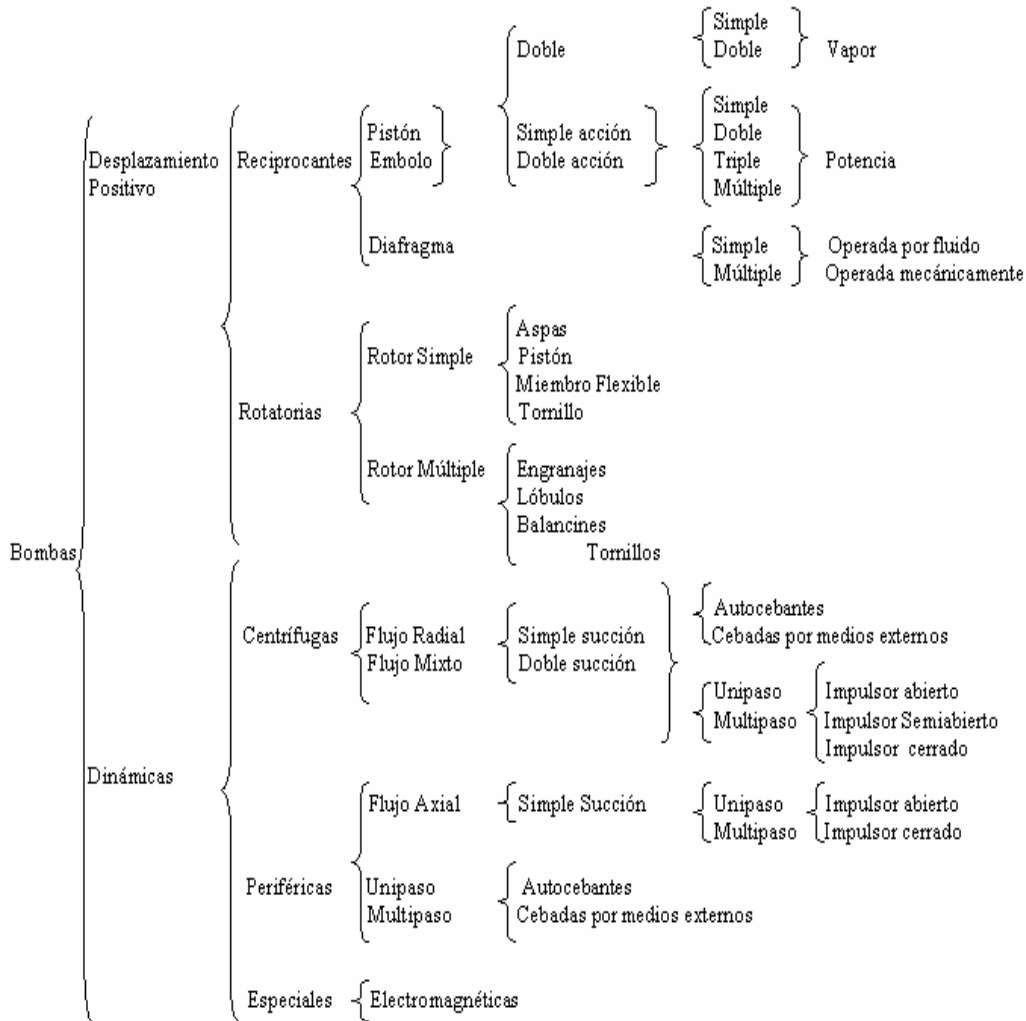 Simple
Doble
Doble
Vapor
Simple
Pistón
Simple acción
Doble
Desplazamiento
Reciprocantes
Embolo
Doble acción
Triple
Potencia
Positivo
Múltiple
Diafragma
Simple
Operada por fluido
Múltiple
Operada mecánicamente
Aspas
Rotor Simple
Pistón
Miembro Flexible
Rotatorias
Tornillo
Rotor Múltiple
Engranajes
Lóbulos
Balancines
Bombas
Tornillos
Autocebantes
Centrífugas
Flujo Radial
Simple succión
Cebadas por medios externos
Flujo Mixto
Doble succión
Unipaso
Impulsor abierto
Multipaso
Impulsor Semiabierto
Impulsor cerrado
Dinámicas
Flujo Axial
Simple Succión
Unipaso
Impulsor abierto
Multipaso
Impulsor cerrado
Periféricas
Unipaso
Autocebantes
Multipaso
Cebadas por medios externos
Especiales
Electromagnéticas